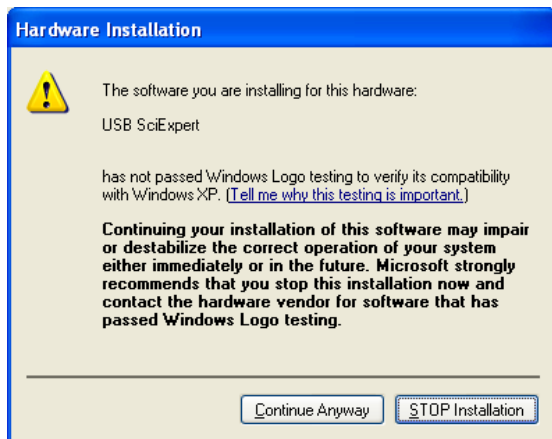 Hardware Installation
The software you are installing for this hardware:
USB SciExpert
has not passed Windows Logo testing to verify its compatibility
with Windows XP. (Tell me why this testing is important.)
Continuing your installation of this software may impair
or destabilize the correct operation of your system
either immediately or in the future. Microsoft strongly
recommends that you stop this installation now and
contact the hardware vendor for software that has
passed Windows Logo testing.
Continue Anyway
STOP Installation